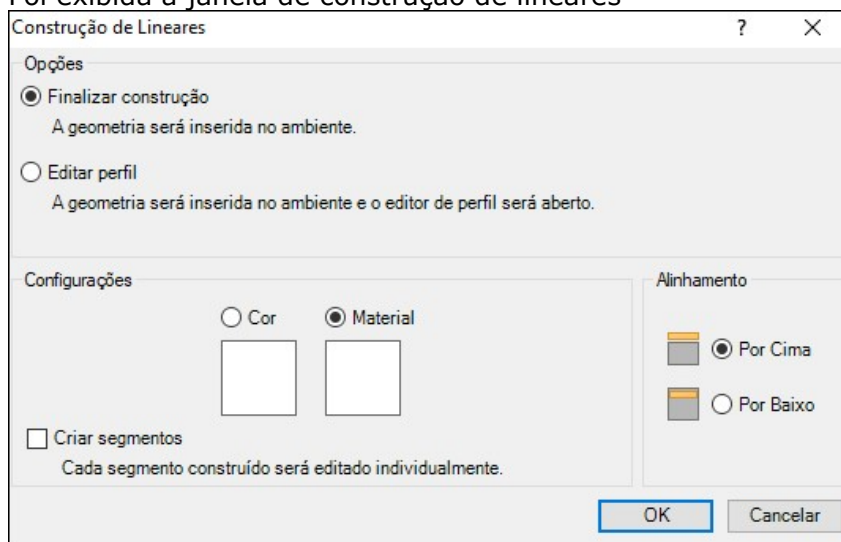 Foi exibida a janela de construção de lineares
Construção de Lineares ? X
Opções
Finalizar construção
A geometria será inserida no ambiente.
Editar perfil
A geometria será inserida no ambiente e o editor de perfil será aberto.
Configurações
Cor Material
Criar segmentos
Cada segmento construído será editado individualmente.
Alinhamento
Por Cima
Por Baixo
OK Cancelar